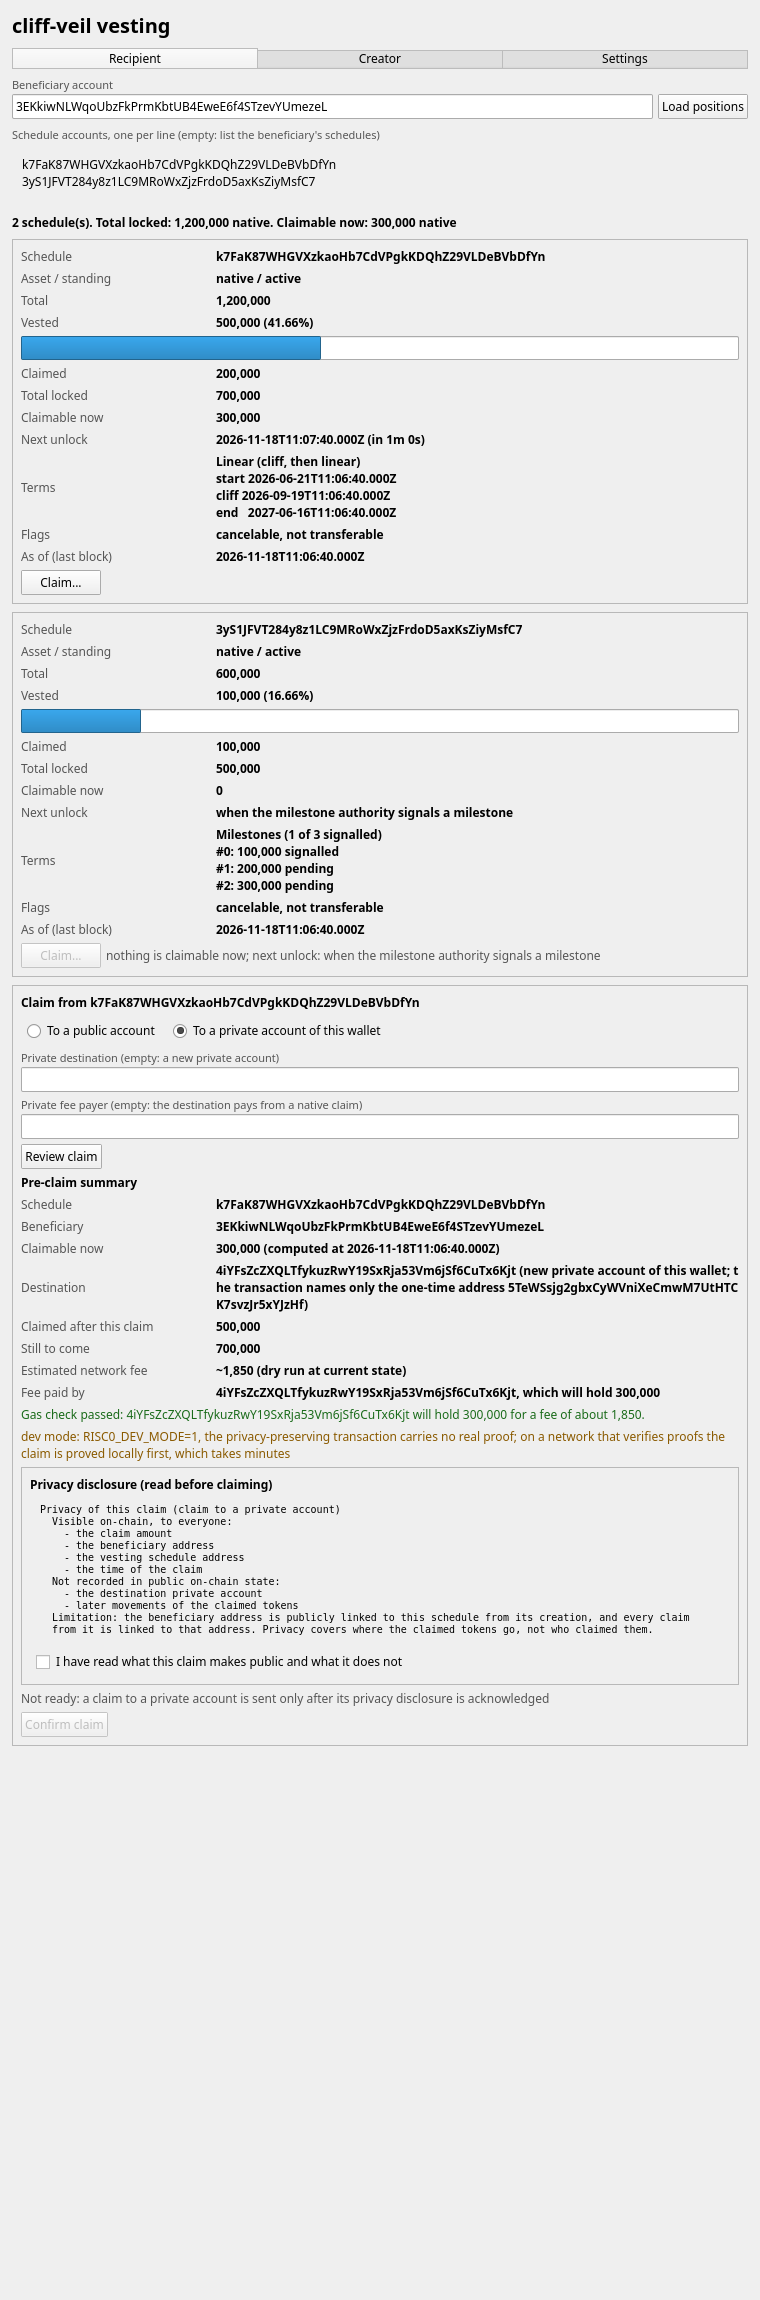 cliff-veil vesting
Recipient
Creator
Settings
Beneficiary account
3EKkiwNLWqoUbzFkPrmKbtUB4EweE6f4STzevYUmezeL
Load positions
Schedule accounts, one per line (empty: list the beneficiary's schedules)
k7FaK87WHGVXzkaoHb7CdVPgkKDQhZ29VLDeBVbDfYn
3yS1JFVT284y8z1LC9MRoWxZjzFrdoD5axKsZiyMsfC7
2 schedule(s). Total locked: 1,200,000 native. Claimable now: 300,000 native
Schedule k7FaK87WHGVXzkaoHb7CdVPgkKDQhZ29VLDeBVbDfYn
Asset / standing native / active
Total 1,200,000
Vested 500,000 (41.66%)
Claimed 200,000
Total locked 700,000
Claimable now 300,000
Next unlock 2026-11-18T11:07:40.000Z (in 1m 0s)
Terms
Linear (cliff, then linear)
start 2026-06-21T11:06:40.000Z
cliff 2026-09-19T11:06:40.000Z
end 2027-06-16T11:06:40.000Z
Flags cancelable, not transferable
As of (last block) 2026-11-18T11:06:40.000Z
Claim...
Schedule 3yS1JFVT284y8z1LC9MRoWxZjzFrdoD5axKsZiyMsfC7
Asset / standing native / active
Total 600,000
Vested 100,000 (16.66%)
Claimed 100,000
Total locked 500,000
Claimable now 0
Next unlock when the milestone authority signals a milestone
Terms
Milestones (1 of 3 signalled)
#0: 100,000 signalled
#1: 200,000 pending
#2: 300,000 pending
Flags cancelable, not transferable
As of (last block) 2026-11-18T11:06:40.000Z
Claim... nothing is claimable now; next unlock: when the milestone authority signals a milestone
Claim from k7FaK87WHGVXzkaoHb7CdVPgkKDQhZ29VLDeBVbDfYn
To a public account To a private account of this wallet
Private destination (empty: a new private account)
Private fee payer (empty: the destination pays from a native claim)
Review claim
Pre-claim summary
Schedule k7FaK87WHGVXzkaoHb7CdVPgkKDQhZ29VLDeBVbDfYn
Beneficiary 3EKkiwNLWqoUbzFkPrmKbtUB4EweE6f4STzevYUmezeL
Claimable now 300,000 (computed at 2026-11-18T11:06:40.000Z)
Destination
4iYFsZcZXQLTfykuzRwY19SxRja53Vm6jSf6CuTx6Kjt (new private account of this wallet; t
he transaction names only the one-time address 5TeWSsjg2gbxCyWVniXeCmwM7UtHTC
K7svzJr5xYJzHf)
Claimed after this claim 500,000
Still to come 700,000
Estimated network fee ~1,850 (dry run at current state)
Fee paid by 4iYFsZcZXQLTfykuzRwY19SxRja53Vm6jSf6CuTx6Kjt, which will hold 300,000
Gas check passed: 4iYFsZcZXQLTfykuzRwY19SxRja53Vm6jSf6CuTx6Kjt will hold 300,000 for a fee of about 1,850.
dev mode: RISC0_DEV_MODE=1, the privacy-preserving transaction carries no real proof; on a network that verifies proofs the
claim is proved locally first, which takes minutes
Privacy disclosure (read before claiming)
Privacy of this claim (claim to a private account)
Visible on-chain, to everyone:
- the claim amount
- the beneficiary address
- the vesting schedule address
- the time of the claim
Not recorded in public on-chain state:
- the destination private account
- later movements of the claimed tokens
Limitation: the beneficiary address is publicly linked to this schedule from its creation, and every claim
from it is linked to that address. Privacy covers where the claimed tokens go, not who claimed them.
I have read what this claim makes public and what it does not
Not ready: a claim to a private account is sent only after its privacy disclosure is acknowledged
Confirm claim